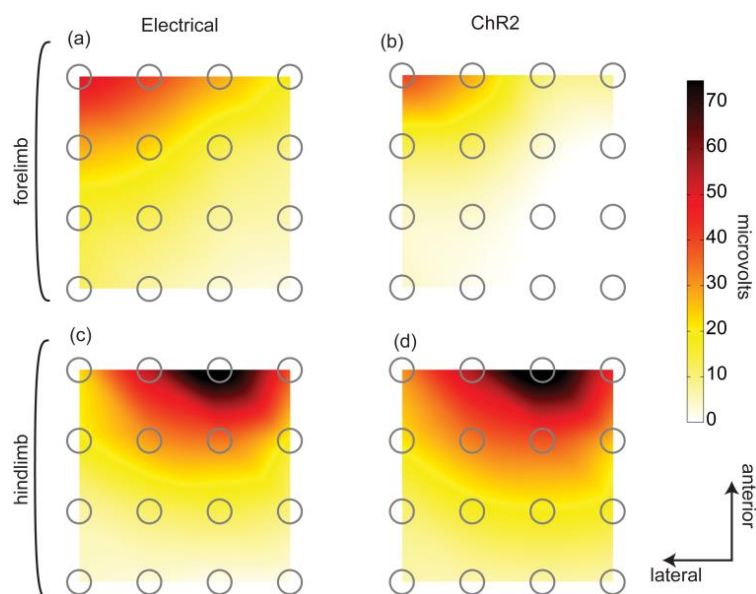 Electrical
ChR2
(a)
(b)
forelimb
(c)
(d)
hindlimb
70
60
50
40
30
20
10
0
microvolts
anterior
lateral